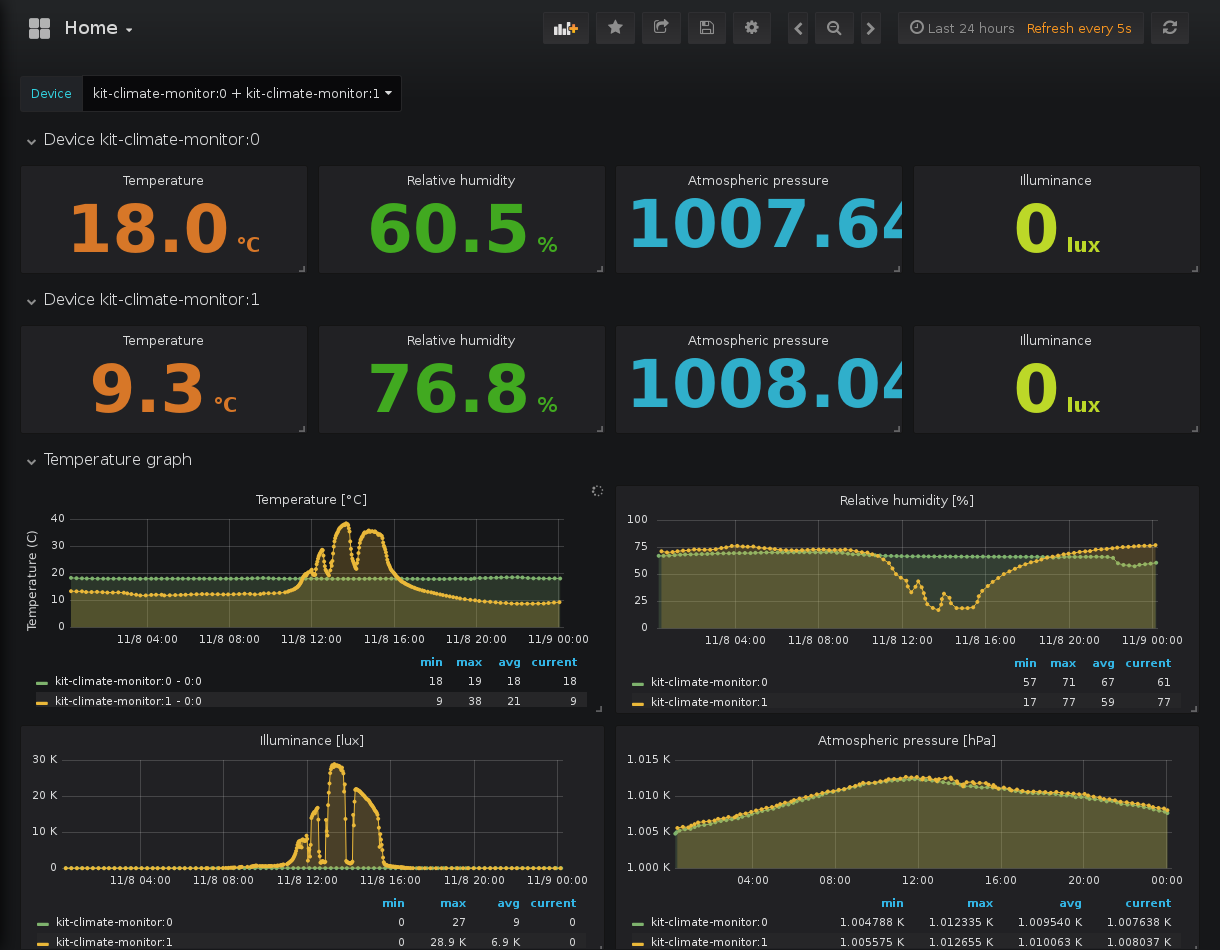 Home
Last 24 hours Refresh every 5s
Device kit-climate-monitor:0 + kit-climate-monitor:1
Device kit-climate-monitor:0
Temperature Relative humidity Atmospheric pressure Illuminance
18.0 °C 60.5 % 1007.64 0 lux
Device kit-climate-monitor:1
Temperature Relative humidity Atmospheric pressure Illuminance
9.3 °C 76.8 % 1008.04 0 lux
Temperature graph
Temperature [°C]
Temperature (C)
40
30
20
10
0
11/8 04:00 11/8 08:00 11/8 12:00 11/8 16:00 11/8 20:00 11/9 00:00
min max avg current
kit-climate-monitor:0 - 0:0 18 19 18 18
kit-climate-monitor:1 - 0:0 9 38 21 9
Relative humidity [%]
100
75
50
25
0
11/8 04:00 11/8 08:00 11/8 12:00 11/8 16:00 11/8 20:00 11/9 00:00
min max avg current
kit-climate-monitor:0 57 71 67 61
kit-climate-monitor:1 17 77 59 77
Illuminance [lux]
30 K
20 K
10 K
0
11/8 04:00 11/8 08:00 11/8 12:00 11/8 16:00 11/8 20:00 11/9 00:00
min max avg current
kit-climate-monitor:0 0 27 9 0
kit-climate-monitor:1 0 28.9 K 6.9 K 0
Atmospheric pressure [hPa]
1.015 K
1.010 K
1.005 K
1.000 K
04:00 08:00 12:00 16:00 20:00 00:00
min max avg current
kit-climate-monitor:0 1.004788 K 1.012335 K 1.009540 K 1.007638 K
kit-climate-monitor:1 1.005575 K 1.012655 K 1.010063 K 1.008037 K